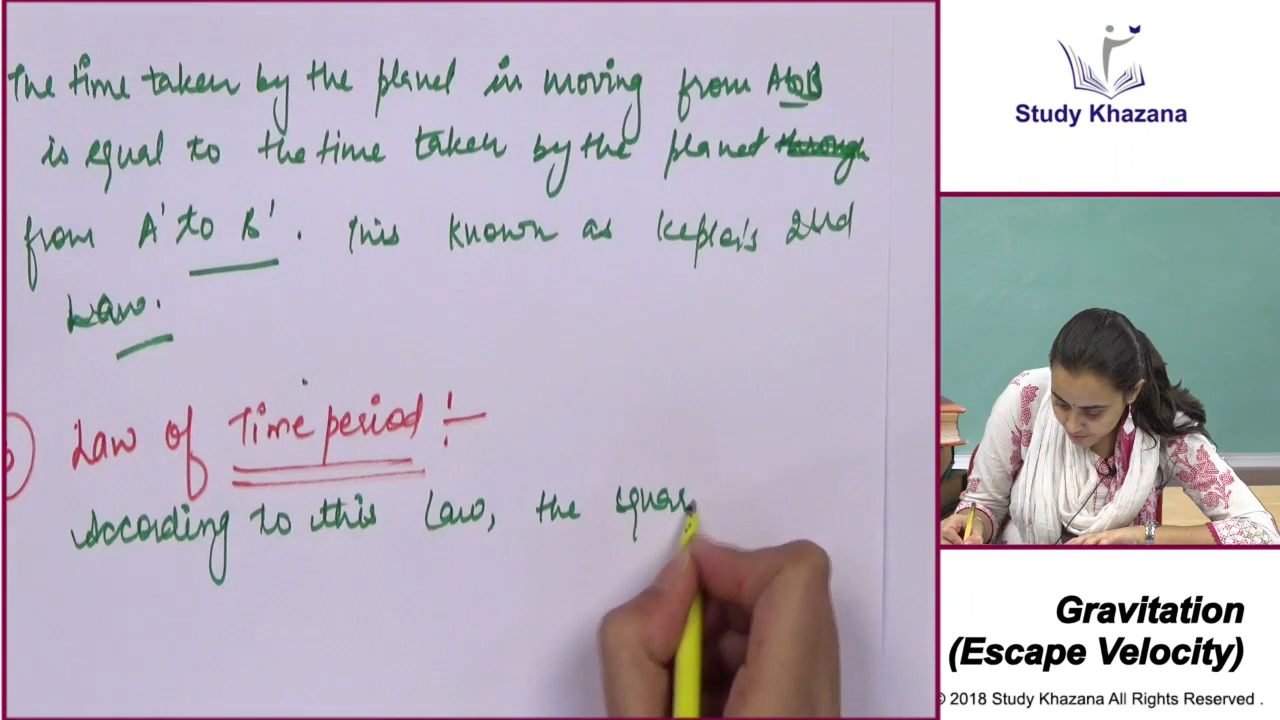 The time taken by the planet in moving from A to B
is equal to the time taken by the planet through
from A' to B'. This known as Kepler's 2nd
Law.
Law of Time period :-
According to this law, the squar
Study Khazana
Gravitation
(Escape Velocity)
© 2018 Study Khazana All Rights Reserved .